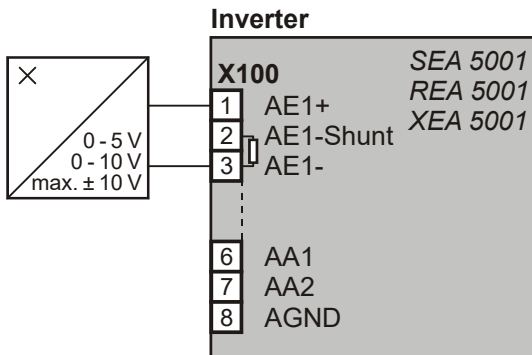 Inverter
X100
SEA 5001
REA 5001
XEA 5001
×
0 - 5 V
0 - 10 V
max. ± 10 V
1 AE1+
2 AE1-Shunt
3 AE1-
6 AA1
7 AA2
8 AGND